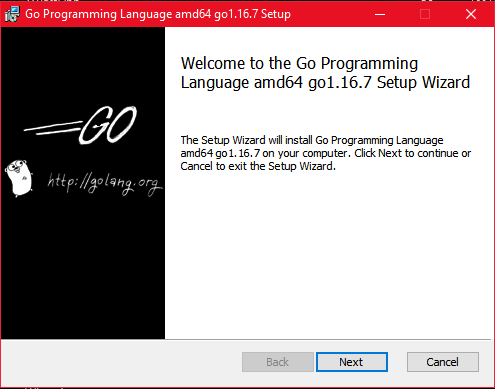 Go Programming Language amd64 go1.16.7 Setup
Welcome to the Go Programming
Language amd64 go1.16.7 Setup Wizard
GO
http://golang.org
The Setup Wizard will install Go Programming Language
amd64 go1.16.7 on your computer. Click Next to continue or
Cancel to exit the Setup Wizard.
Back
Next
Cancel